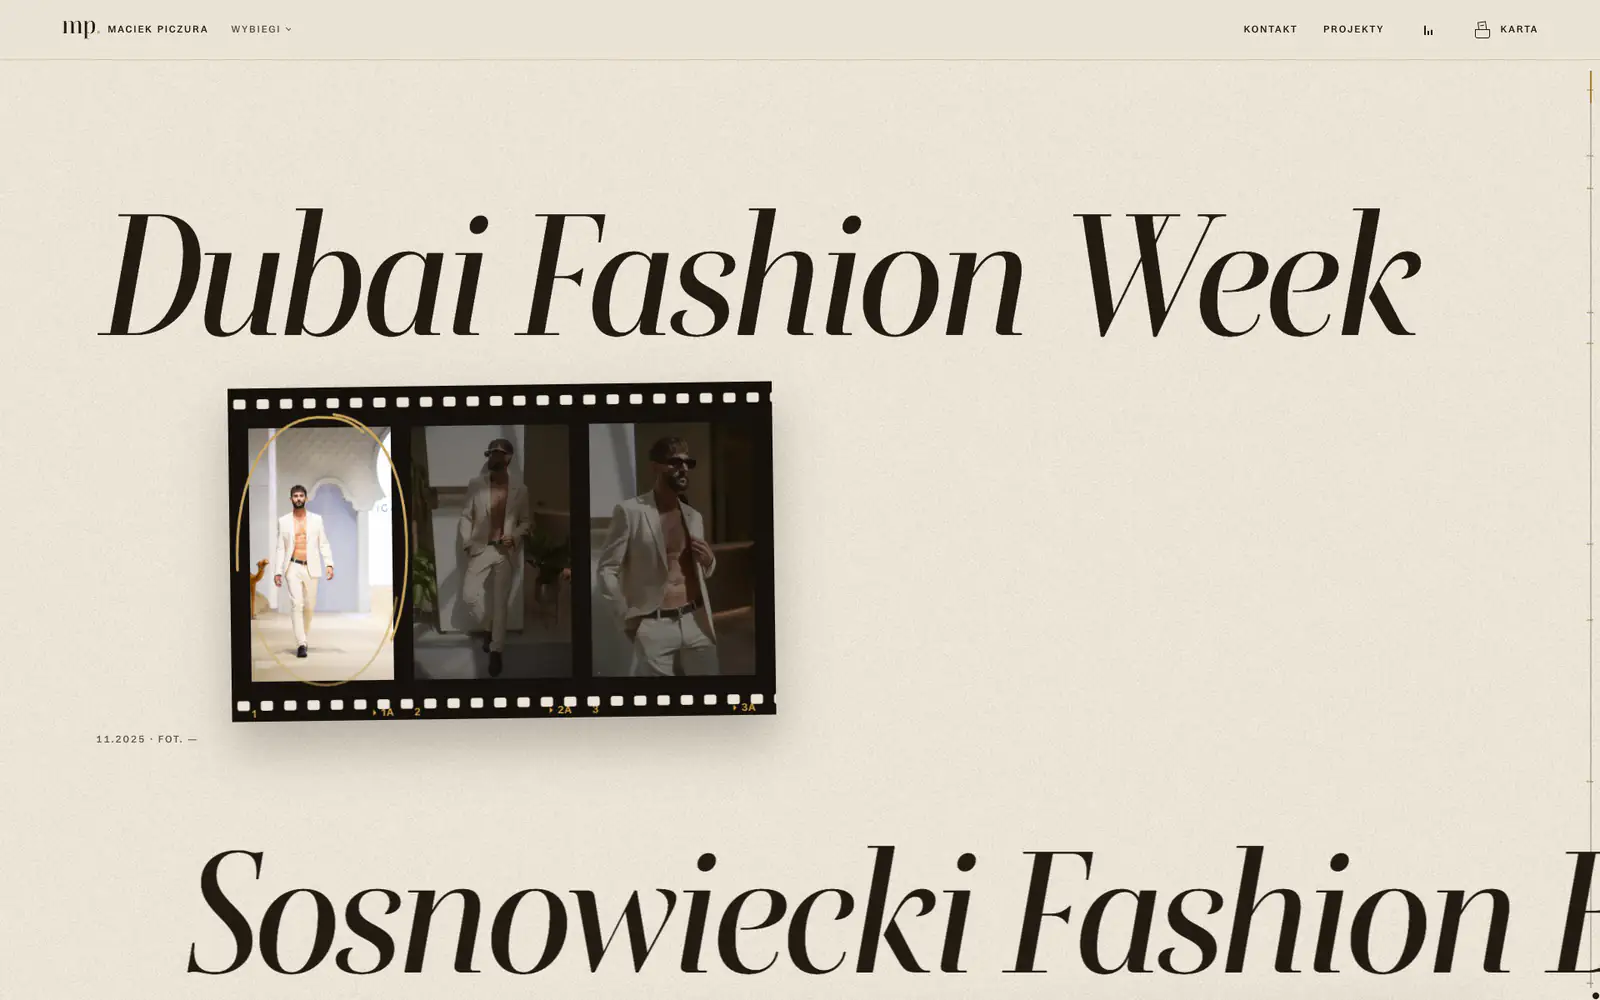 mp. MACIEK PICZURA WYBIEGI KONTAKT PROJEKTY KARTA
Dubai Fashion Week
1 1A 2 2A 3 3A
11.2025 · FOT. —
Sosnowiecki Fashion